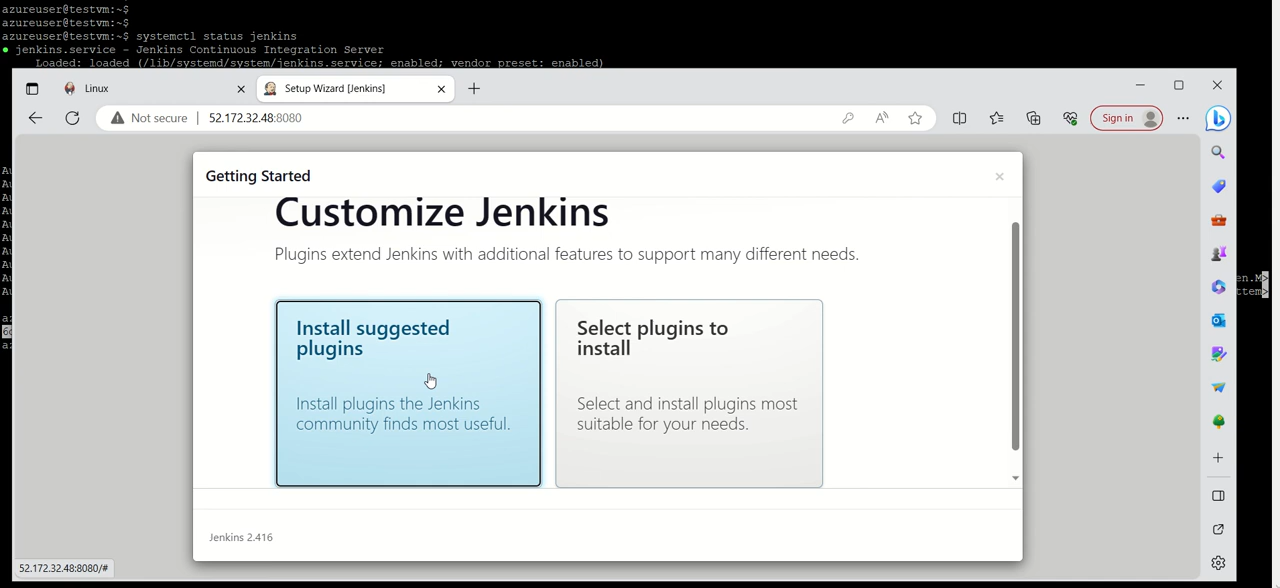 azureuser@testvm:~$
azureuser@testvm:~$
azureuser@testvm:~$ systemctl status jenkins
● jenkins.service - Jenkins Continuous Integration Server
Loaded: loaded (/lib/systemd/system/jenkins.service; enabled; vendor preset: enabled)
Linux
Setup Wizard [Jenkins]
Not secure
52.172.32.48:8080
Sign in
Getting Started
Customize Jenkins
Plugins extend Jenkins with additional features to support many different needs.
Install suggested
plugins
Install plugins the Jenkins
community finds most useful.
Select plugins to
install
Select and install plugins most
suitable for your needs.
Jenkins 2.416
52.172.32.48:8080/#